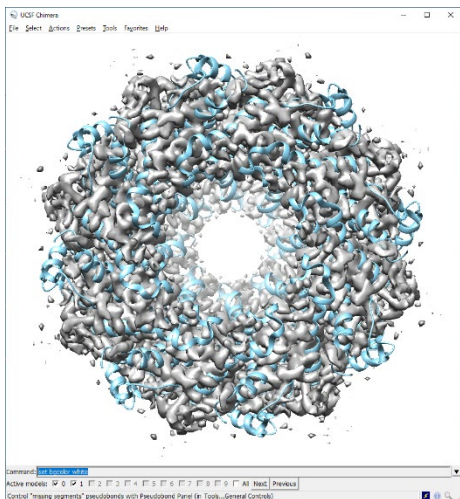 UCSF Chimera
File Select Actions Presets Tools Favorites Help
Command: set bgcolor white
Active models: 0 1 2 3 4 5 6 7 8 9 All Next Previous
Control "missing segments" pseudobonds with Pseudobond Panel (in Tools...General Controls)